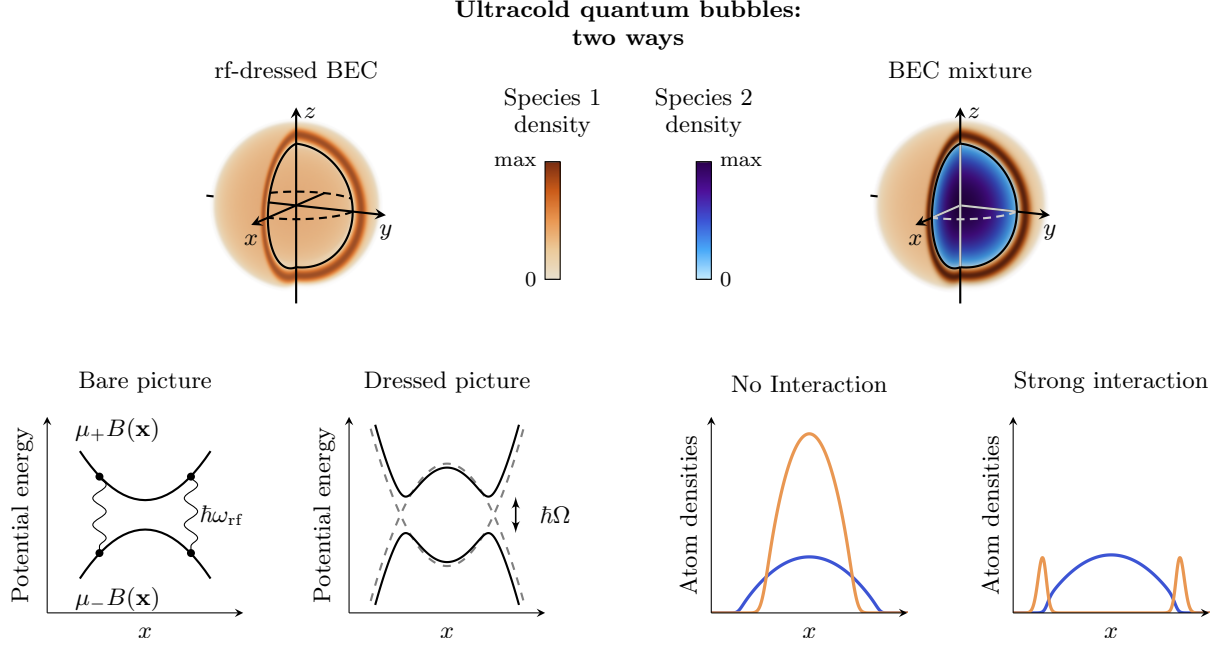 Ultracold quantum bubbles:
two ways
rf-dressed BEC
BEC mixture
Species 1
density
Species 2
density
max
0
max
0
z
x
y
z
x
y
Bare picture
Dressed picture
No Interaction
Strong interaction
Potential energy
μ₊B(𝐱)
ℏω_rf
μ₋B(𝐱)
x
Potential energy
ℏΩ
x
Atom densities
x
Atom densities
x